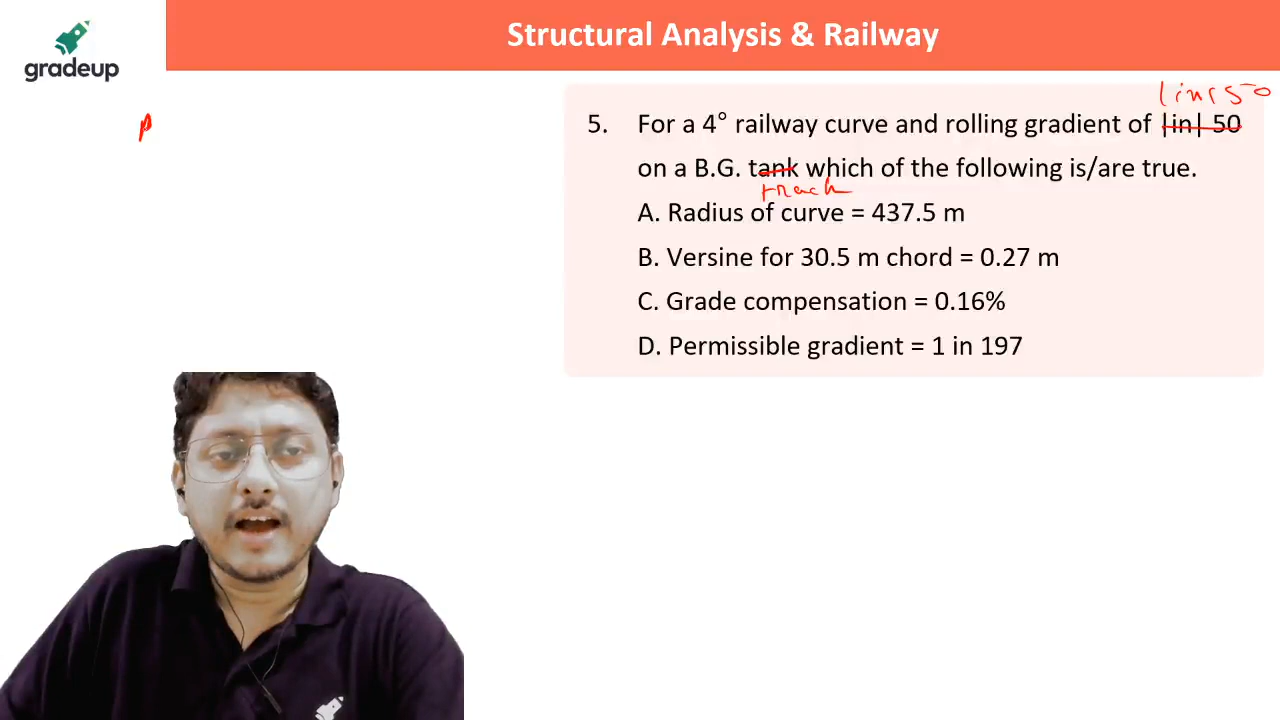 Structural Analysis & Railway
gradeup
1 in 150
5. For a 4° railway curve and rolling gradient of |in| 50
on a B.G. tank which of the following is/are true.
track
A. Radius of curve = 437.5 m
B. Versine for 30.5 m chord = 0.27 m
C. Grade compensation = 0.16%
D. Permissible gradient = 1 in 197